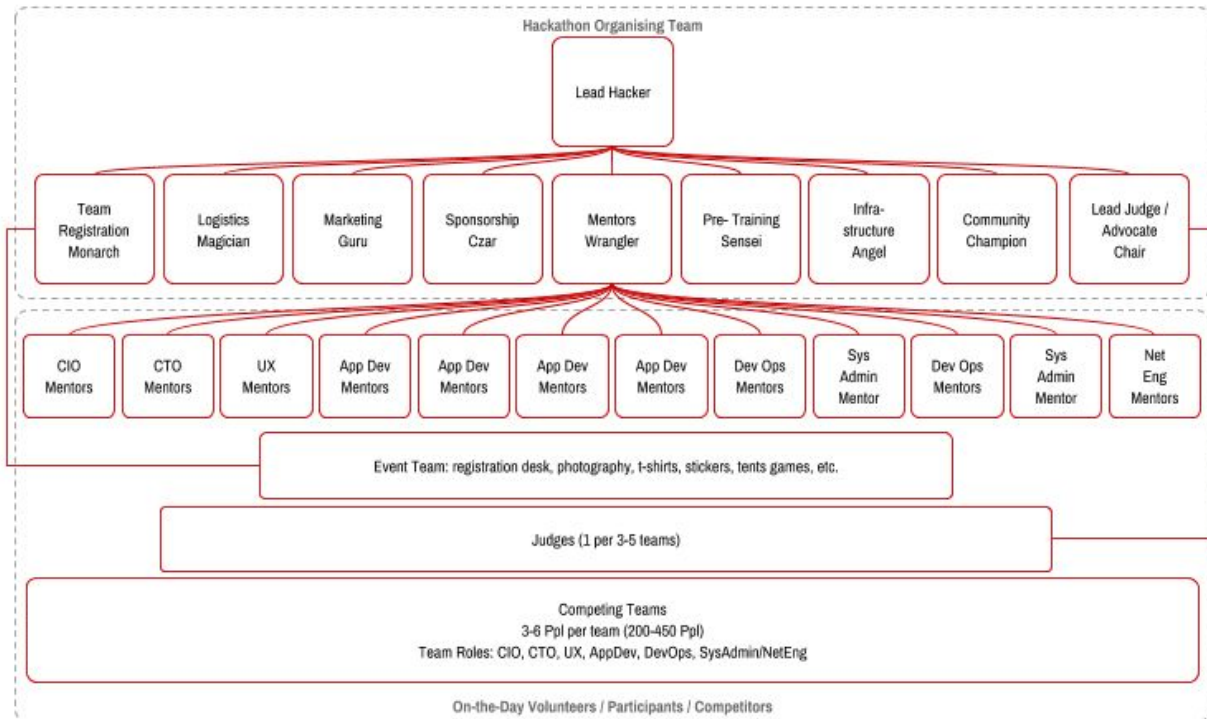 Hackathon Organising Team
Lead Hacker
Team
Registration
Monarch
Logistics
Magician
Marketing
Guru
Sponsorship
Czar
Mentors
Wrangler
Pre- Training
Sensei
Infra-
structure
Angel
Community
Champion
Lead Judge /
Advocate
Chair
CIO
Mentors
CTO
Mentors
UX
Mentors
App Dev
Mentors
App Dev
Mentors
App Dev
Mentors
App Dev
Mentors
Dev Ops
Mentors
Sys
Admin
Mentor
Dev Ops
Mentors
Sys
Admin
Mentor
Net
Eng
Mentors
Event Team: registration desk, photography, t-shirts, stickers, tents games, etc.
Judges (1 per 3-5 teams)
Competing Teams
3-6 Ppl per team (200-450 Ppl)
Team Roles: CIO, CTO, UX, AppDev, DevOps, SysAdmin/NetEng
On-the-Day Volunteers / Participants / Competitors